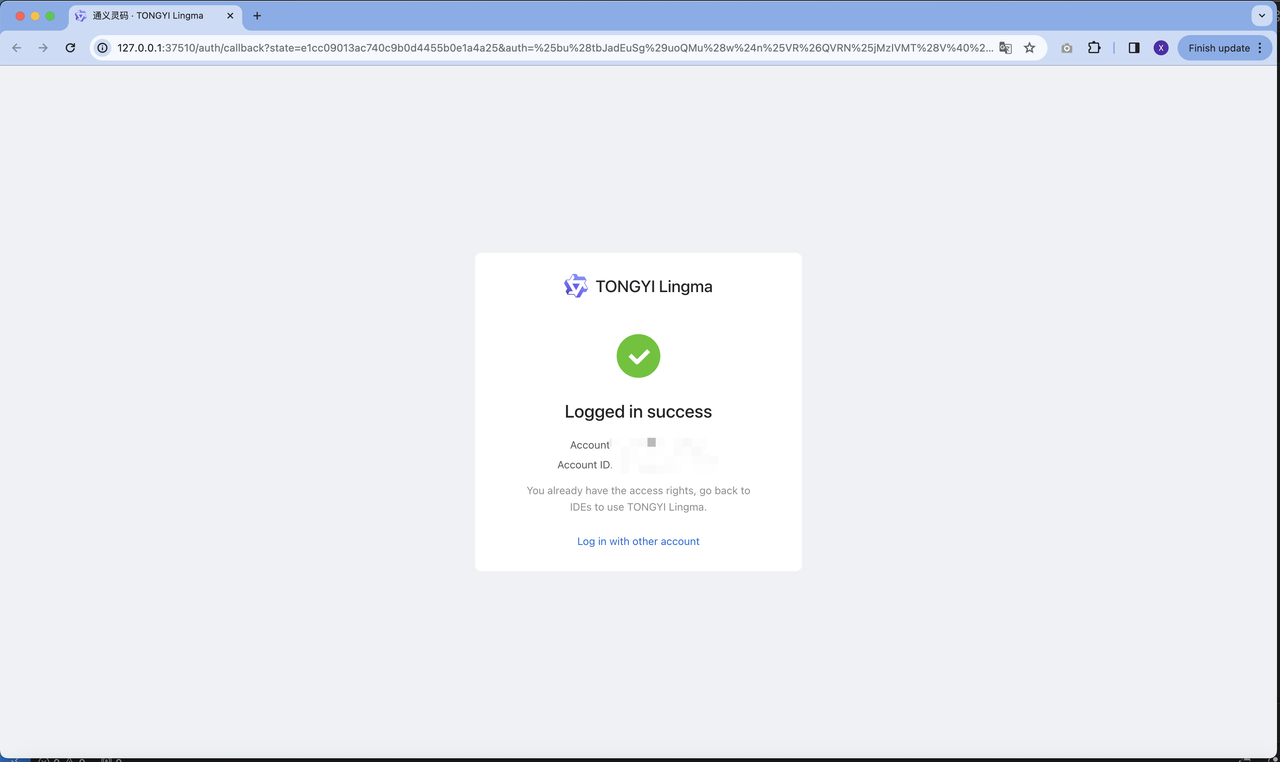 通义灵码 · TONGYI Lingma
127.0.0.1:37510/auth/callback?state=e1cc09013ac740c9b0d4455b0e1a4a25&auth=%25bu%28tbJadEuSg%29uoQMu%28w%24n%25VR%26QVRN%25jMzIVMT%28V%40%2...
X
Finish update
TONGYI Lingma
Logged in success
Account
Account ID.
You already have the access rights, go back to
IDEs to use TONGYI Lingma.
Log in with other account